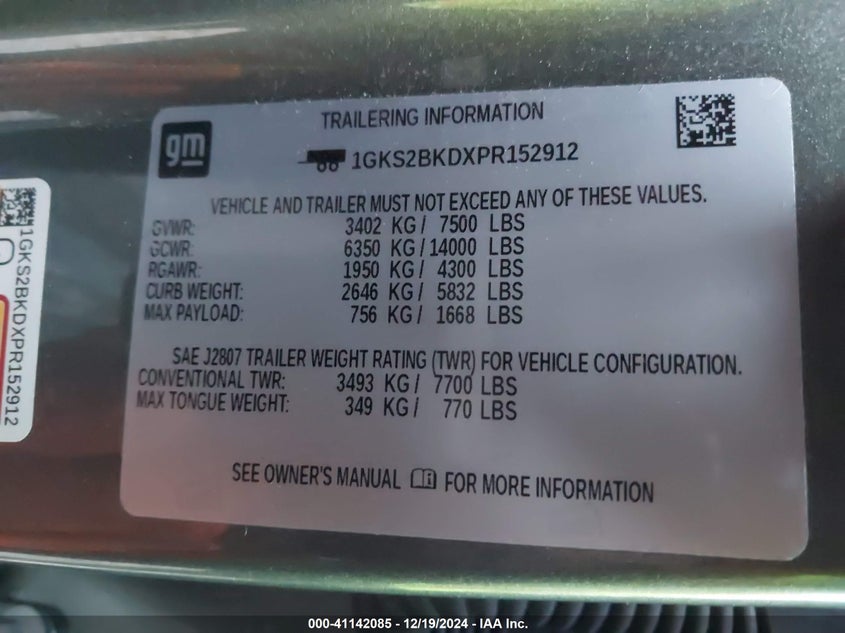 gm
TRAILERING INFORMATION
1GKS2BKDXPR152912
VEHICLE AND TRAILER MUST NOT EXCEED ANY OF THESE VALUES.
GVWR: 3402 KG / 7500 LBS
GCWR: 6350 KG / 14000 LBS
RGAWR: 1950 KG / 4300 LBS
CURB WEIGHT: 2646 KG / 5832 LBS
MAX PAYLOAD: 756 KG / 1668 LBS
SAE J2807 TRAILER WEIGHT RATING (TWR) FOR VEHICLE CONFIGURATION.
CONVENTIONAL TWR: 3493 KG / 7700 LBS
MAX TONGUE WEIGHT: 349 KG / 770 LBS
SEE OWNER'S MANUAL FOR MORE INFORMATION
1GKS2BKDXPR152912
000-41142085 - 12/19/2024 - IAA Inc.